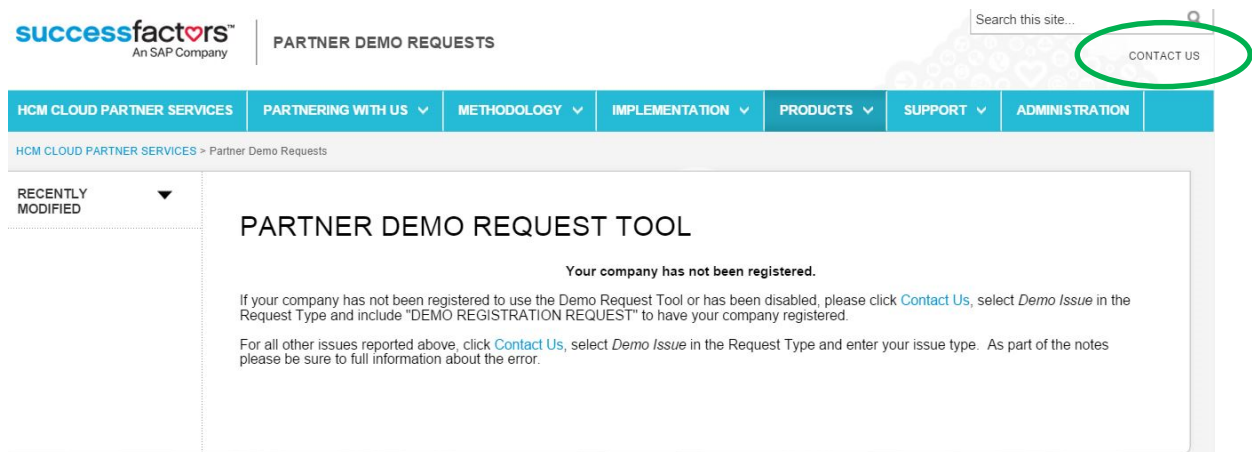 successfactors™
An SAP Company
PARTNER DEMO REQUESTS
Search this site...
CONTACT US
HCM CLOUD PARTNER SERVICES PARTNERING WITH US METHODOLOGY IMPLEMENTATION PRODUCTS SUPPORT ADMINISTRATION
HCM CLOUD PARTNER SERVICES > Partner Demo Requests
RECENTLY
MODIFIED
PARTNER DEMO REQUEST TOOL
Your company has not been registered.
If your company has not been registered to use the Demo Request Tool or has been disabled, please click Contact Us, select Demo Issue in the
Request Type and include "DEMO REGISTRATION REQUEST" to have your company registered.
For all other issues reported above, click Contact Us, select Demo Issue in the Request Type and enter your issue type. As part of the notes
please be sure to full information about the error.